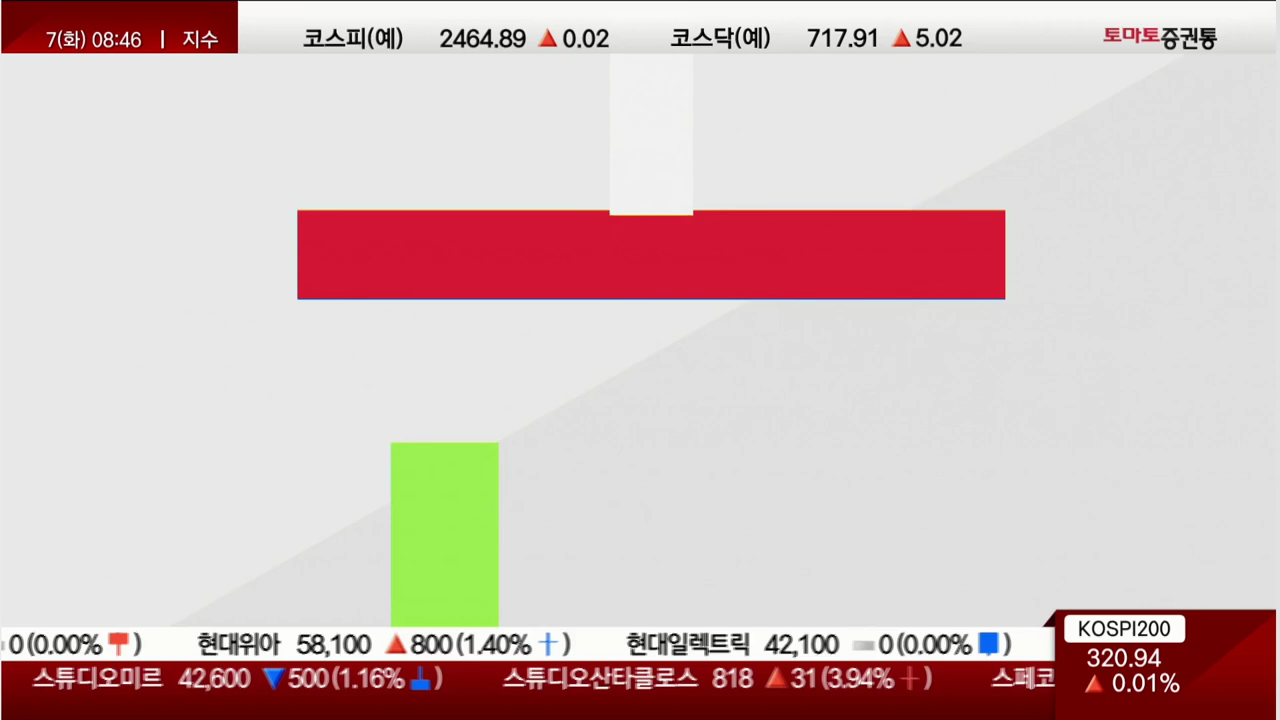 7(화) 08:46 | 지수 코스피(예) 2464.89 ▲0.02 코스닥(예) 717.91 ▲5.02 토마토증권통
0(0.00% ) 현대위아 58,100 ▲800(1.40% ) 현대일렉트릭 42,100 0(0.00% )
스튜디오미르 42,600 ▼500(1.16% ) 스튜디오산타클로스 818 ▲31(3.94% ) 스페코
KOSPI200
320.94
▲ 0.01%